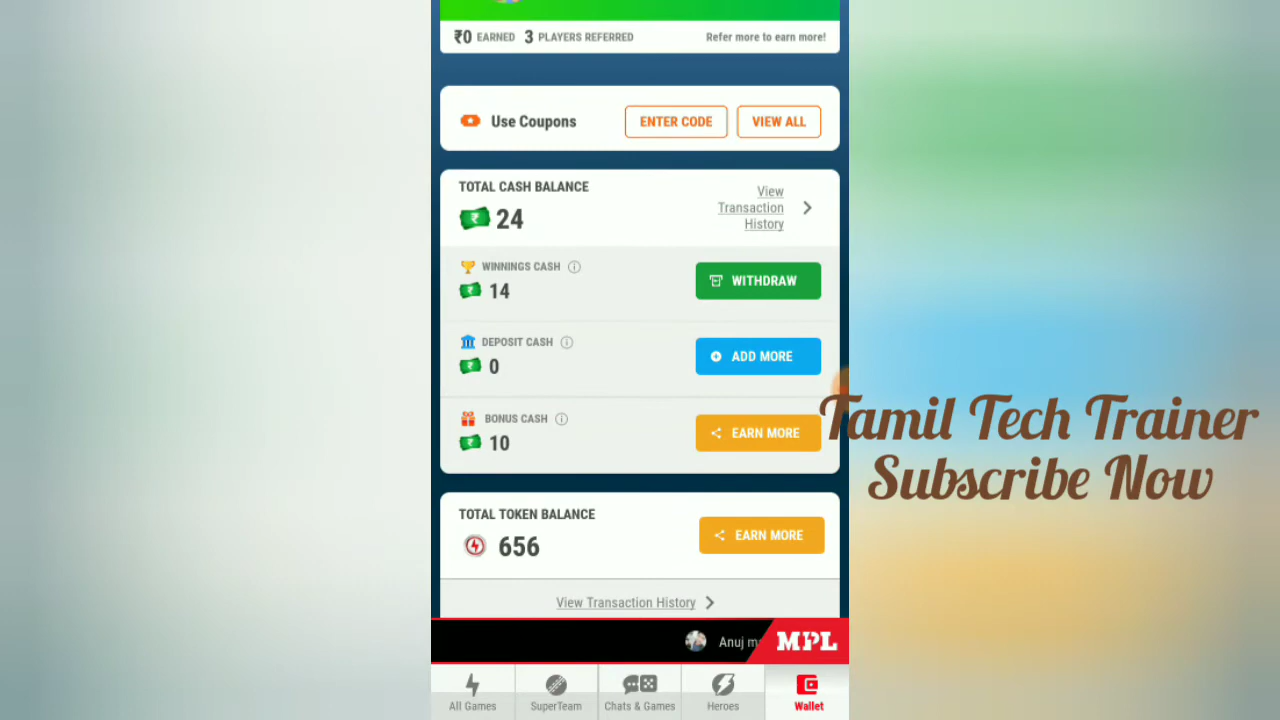 ₹0 EARNED 3 PLAYERS REFERRED Refer more to earn more!
Use Coupons ENTER CODE VIEW ALL
TOTAL CASH BALANCE
24
View
Transaction
History
WINNINGS CASH
14
WITHDRAW
DEPOSIT CASH
0
ADD MORE
BONUS CASH
10
EARN MORE
Tamil Tech Trainer
Subscribe Now
TOTAL TOKEN BALANCE
656
EARN MORE
View Transaction History
Anuj MPL
All Games SuperTeam Chats & Games Heroes Wallet